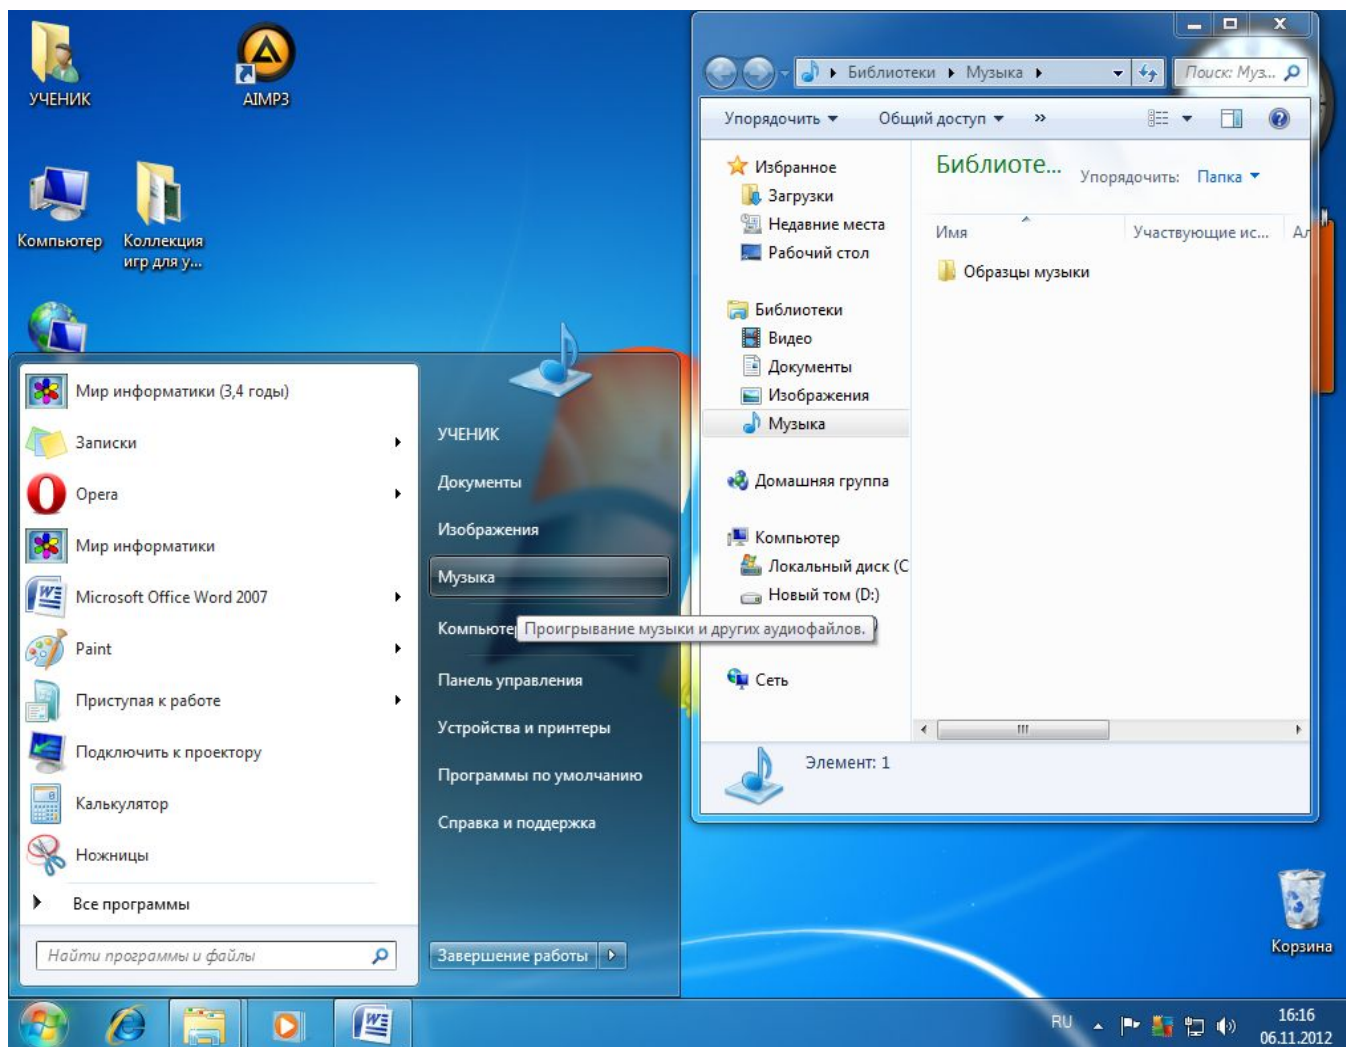 УЧЕНИК
AIMP3
Компьютер
Коллекция
игр для у...
Мир информатики (3,4 годы)
Записки
Opera
Мир информатики
Microsoft Office Word 2007
Paint
Приступая к работе
Подключить к проектору
Калькулятор
Ножницы
Все программы
Найти программы и файлы
УЧЕНИК
Документы
Изображения
Музыка
Проигрывание музыки и других аудиофайлов.
Панель управления
Устройства и принтеры
Программы по умолчанию
Справка и поддержка
Завершение работы
Библиотеки
Музыка
Поиск: Муз...
Упорядочить
Общий доступ
»
Избранное
Загрузки
Недавние места
Рабочий стол
Библиотеки
Видео
Документы
Изображения
Музыка
Домашняя группа
Компьютер
Локальный диск (C
Новый том (D:)
Сеть
Библиоте...
Упорядочить: Папка
Имя
Участвующие ис...
Ал
Образцы музыки
Элемент: 1
Корзина
RU
16:16
06.11.2012